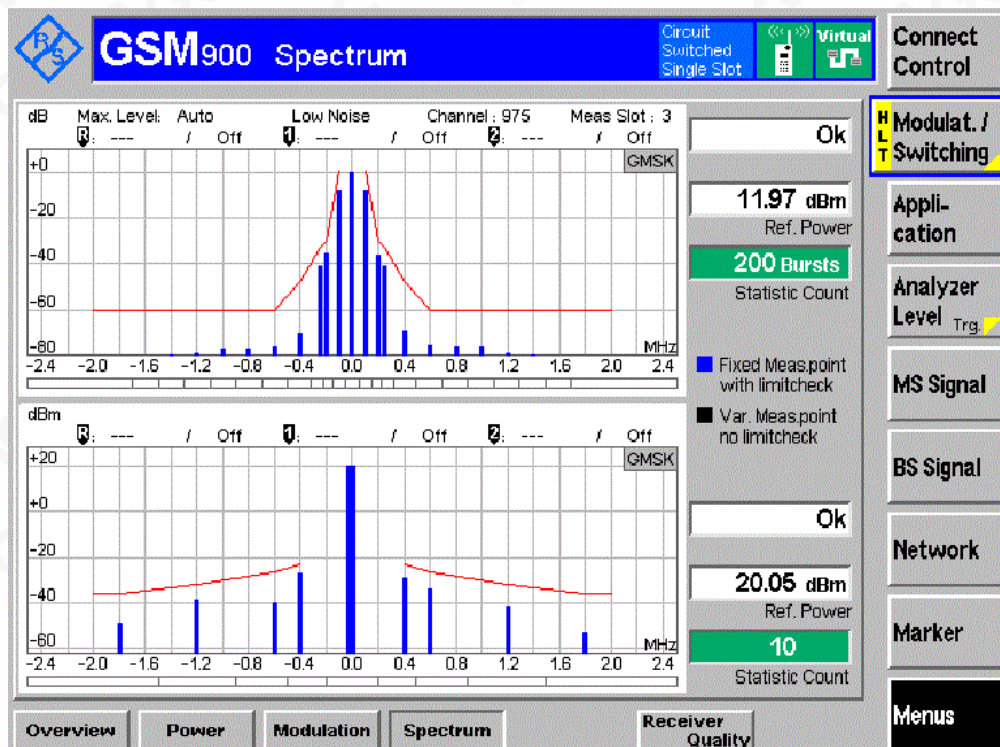 R/S
GSM900 Spectrum
Circuit Switched Single Slot
Virtual
Connect Control
dB Max. Level: Auto Low Noise Channel : 975 Meas Slot : 3
R: --- / Off 1: --- / Off 2: --- / Off
GMSK
+0
-20
-40
-60
-80
MHz
-2.4 -2.0 -1.6 -1.2 -0.8 -0.4 0.0 0.4 0.8 1.2 1.6 2.0 2.4
Ok
11.97 dBm
Ref. Power
200 Bursts
Statistic Count
Fixed Meas.point
with limitcheck
Var. Meas.point
no limitcheck
dBm
R: --- / Off 1: --- / Off 2: --- / Off
GMSK
+20
+0
-20
-40
-60
MHz
-2.4 -2.0 -1.6 -1.2 -0.8 -0.4 0.0 0.4 0.8 1.2 1.6 2.0 2.4
Ok
20.05 dBm
Ref. Power
10
Statistic Count
HLT
Modulat. /
Switching
Appli-
cation
Analyzer
Level Trg.
MS Signal
BS Signal
Network
Marker
Menus
Overview Power Modulation Spectrum Receiver Quality